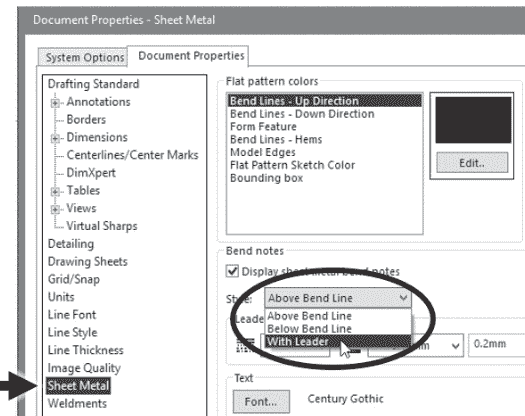 Document Properties - Sheet Metal
System Options
Document Properties
Drafting Standard
Annotations
Borders
Dimensions
Centerlines/Center Marks
DimXpert
Tables
Views
Virtual Sharps
Detailing
Drawing Sheets
Grid/Snap
Units
Line Font
Line Style
Line Thickness
Image Quality
Sheet Metal
Weldments
Flat pattern colors
Bend Lines - Up Direction
Bend Lines - Down Direction
Form Feature
Bend Lines - Hems
Model Edges
Flat Pattern Sketch Color
Bounding box
Edit..
Bend notes
Display sheet metal bend notes
Style: Above Bend Line
Above Bend Line
Below Bend Line
With Leader
0.2mm
Text
Font...
Century Gothic